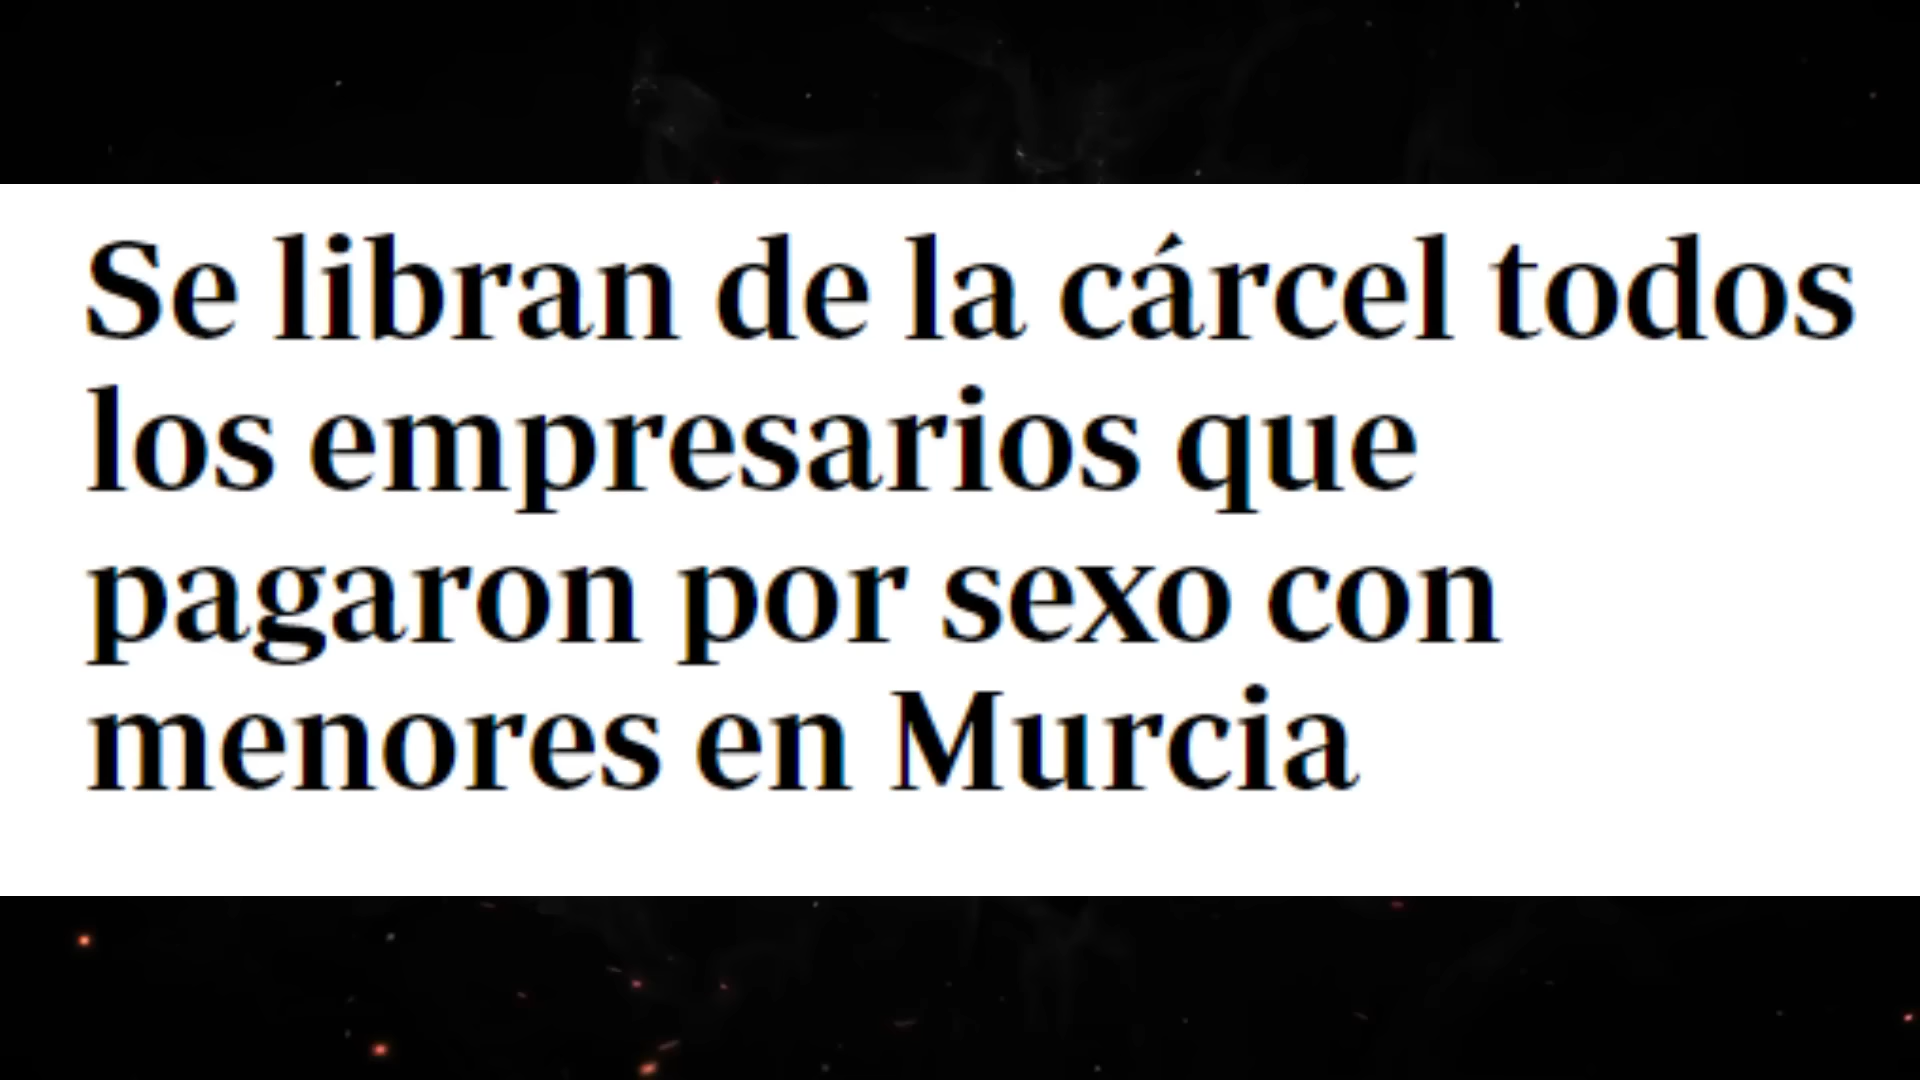 Se libran de la cárcel todos
los empresarios que
pagaron por sexo con
menores en Murcia